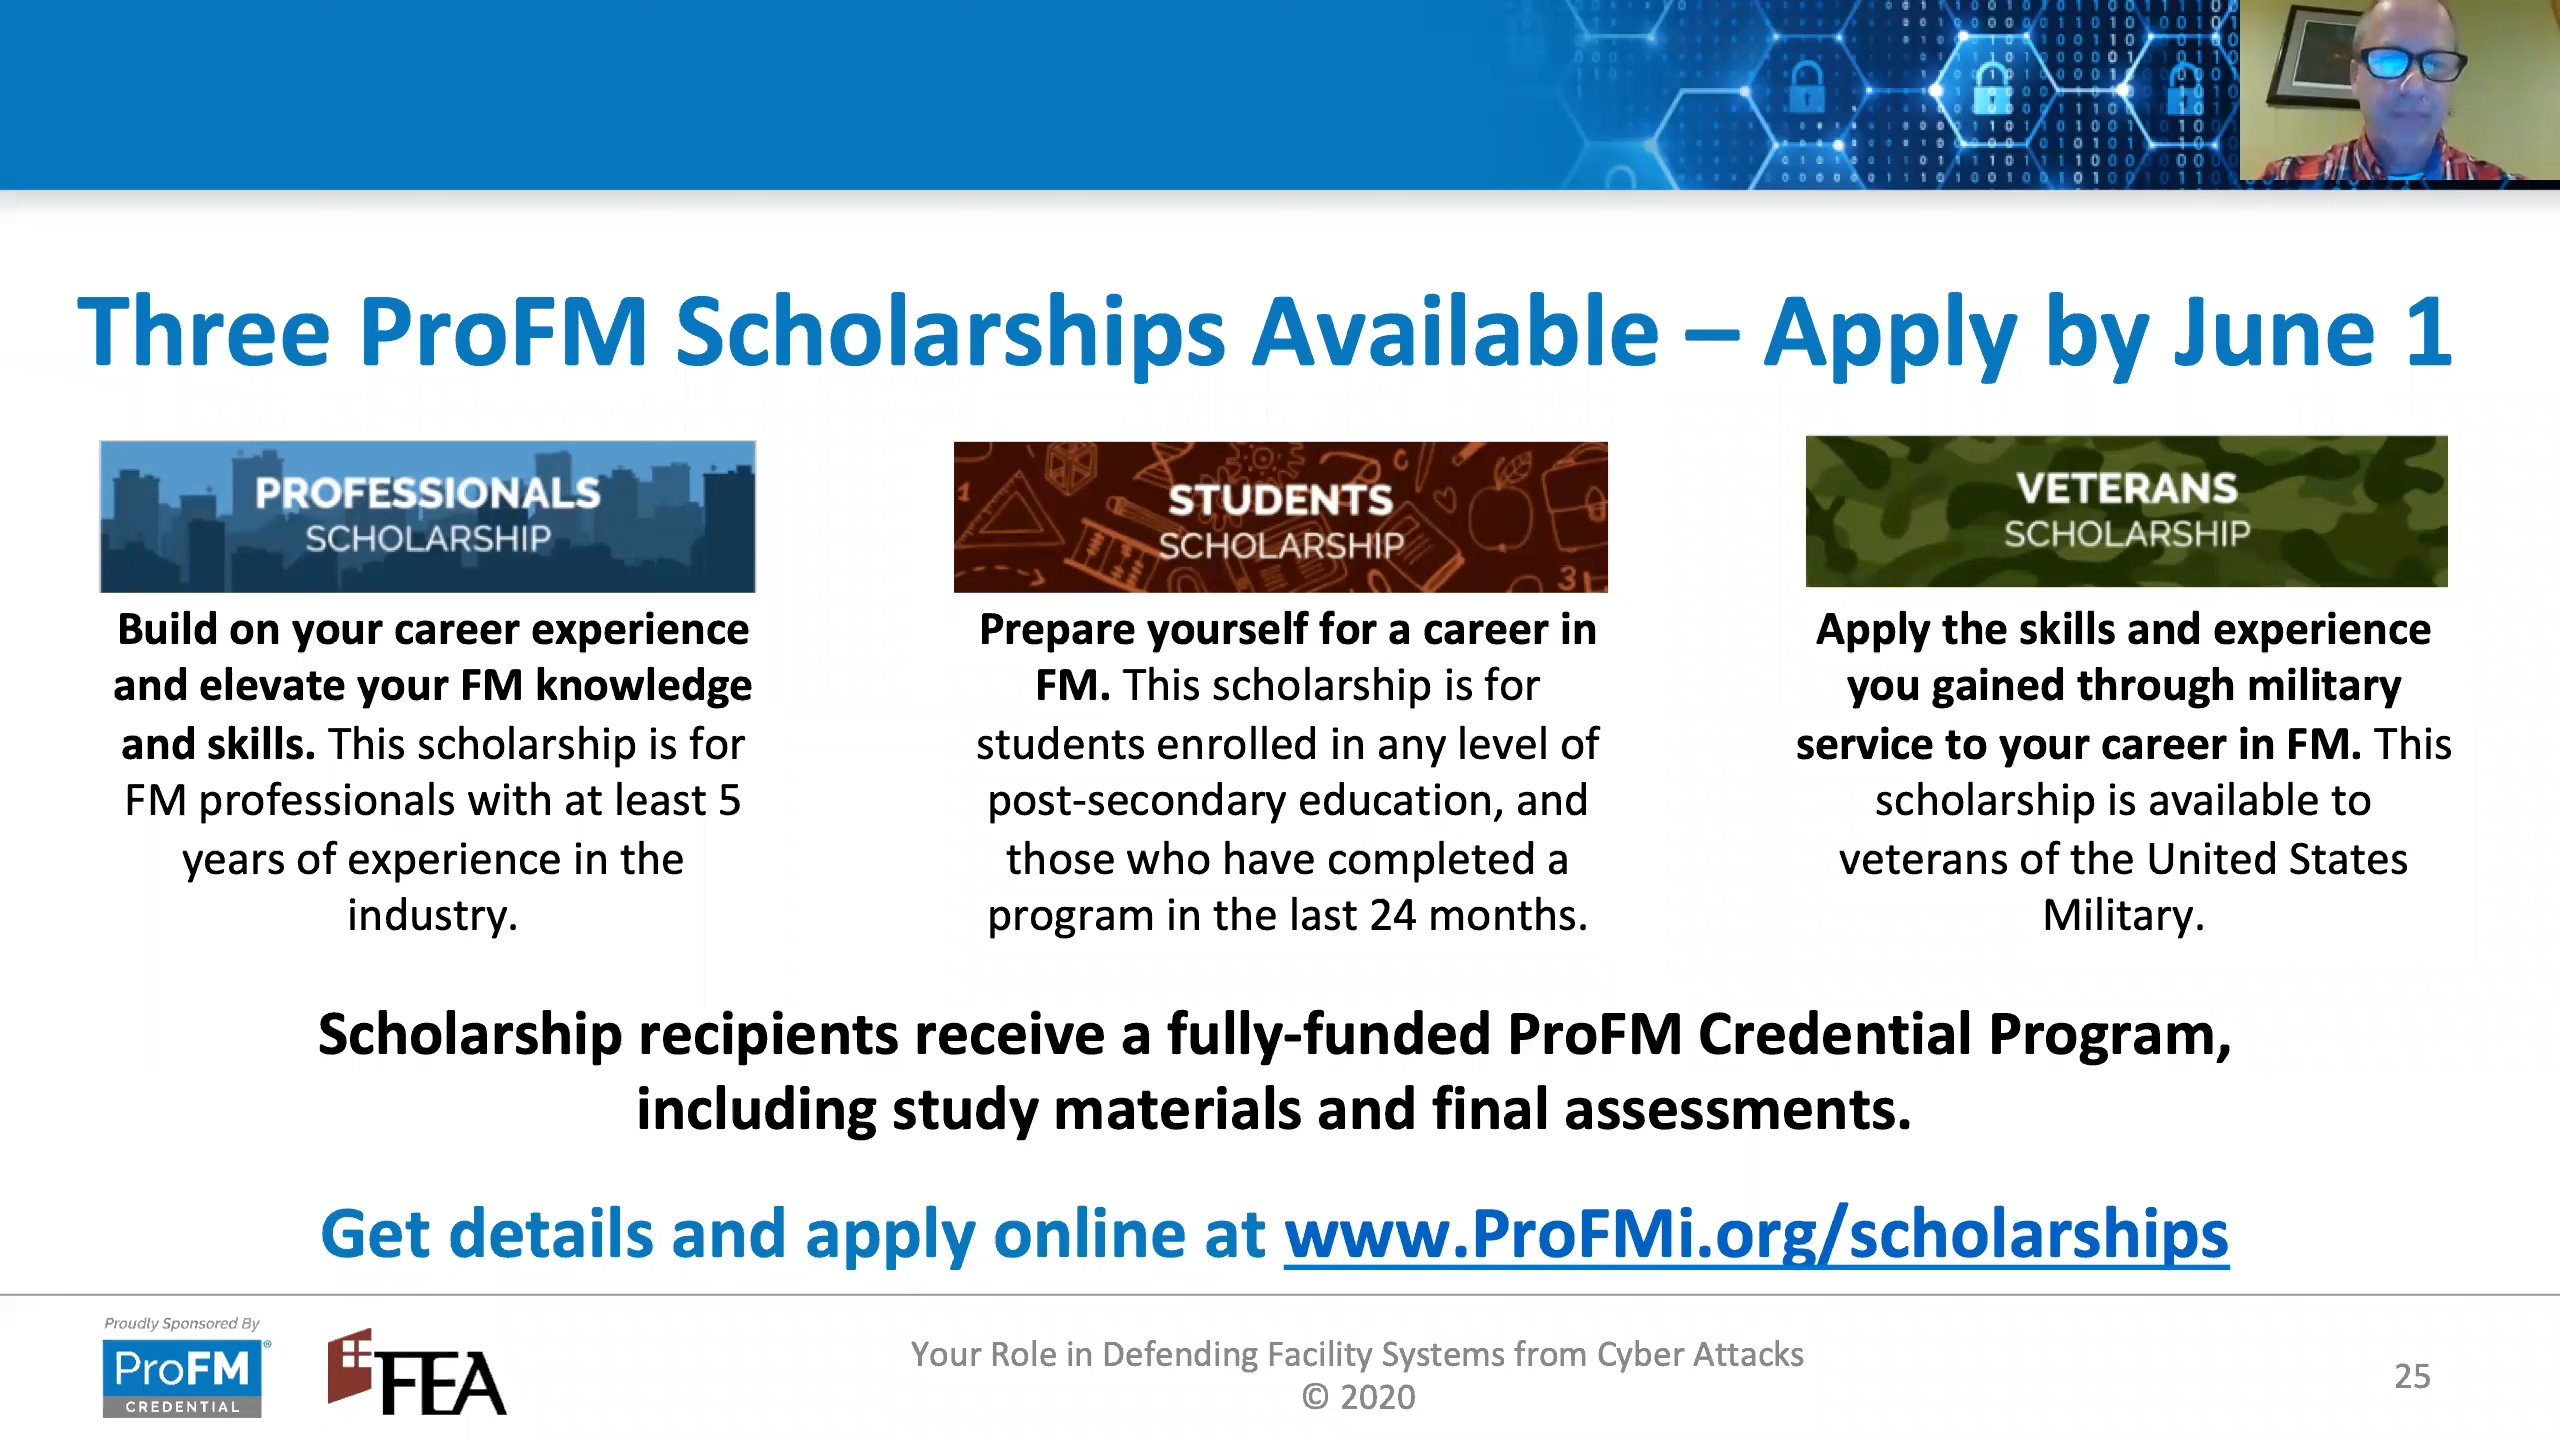 Three ProFM Scholarships Available – Apply by June 1
PROFESSIONALS
SCHOLARSHIP
Build on your career experience
and elevate your FM knowledge
and skills. This scholarship is for
FM professionals with at least 5
years of experience in the
industry.
STUDENTS
SCHOLARSHIP
Prepare yourself for a career in
FM. This scholarship is for
students enrolled in any level of
post-secondary education, and
those who have completed a
program in the last 24 months.
VETERANS
SCHOLARSHIP
Apply the skills and experience
you gained through military
service to your career in FM. This
scholarship is available to
veterans of the United States
Military.
Scholarship recipients receive a fully-funded ProFM Credential Program,
including study materials and final assessments.
Get details and apply online at www.ProFMi.org/scholarships
Proudly Sponsored By
ProFM®
CREDENTIAL
FEA
Your Role in Defending Facility Systems from Cyber Attacks
© 2020
25